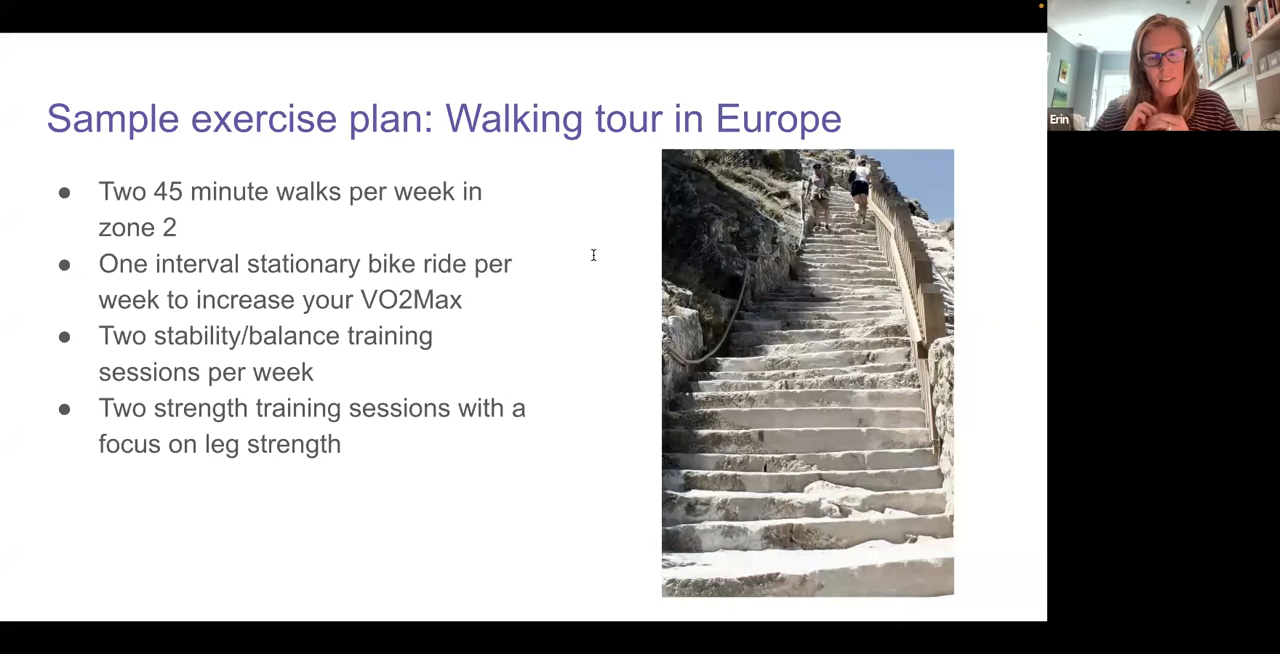 Sample exercise plan: Walking tour in Europe
● Two 45 minute walks per week in
zone 2
● One interval stationary bike ride per
week to increase your VO2Max
● Two stability/balance training
sessions per week
● Two strength training sessions with a
focus on leg strength
Erin